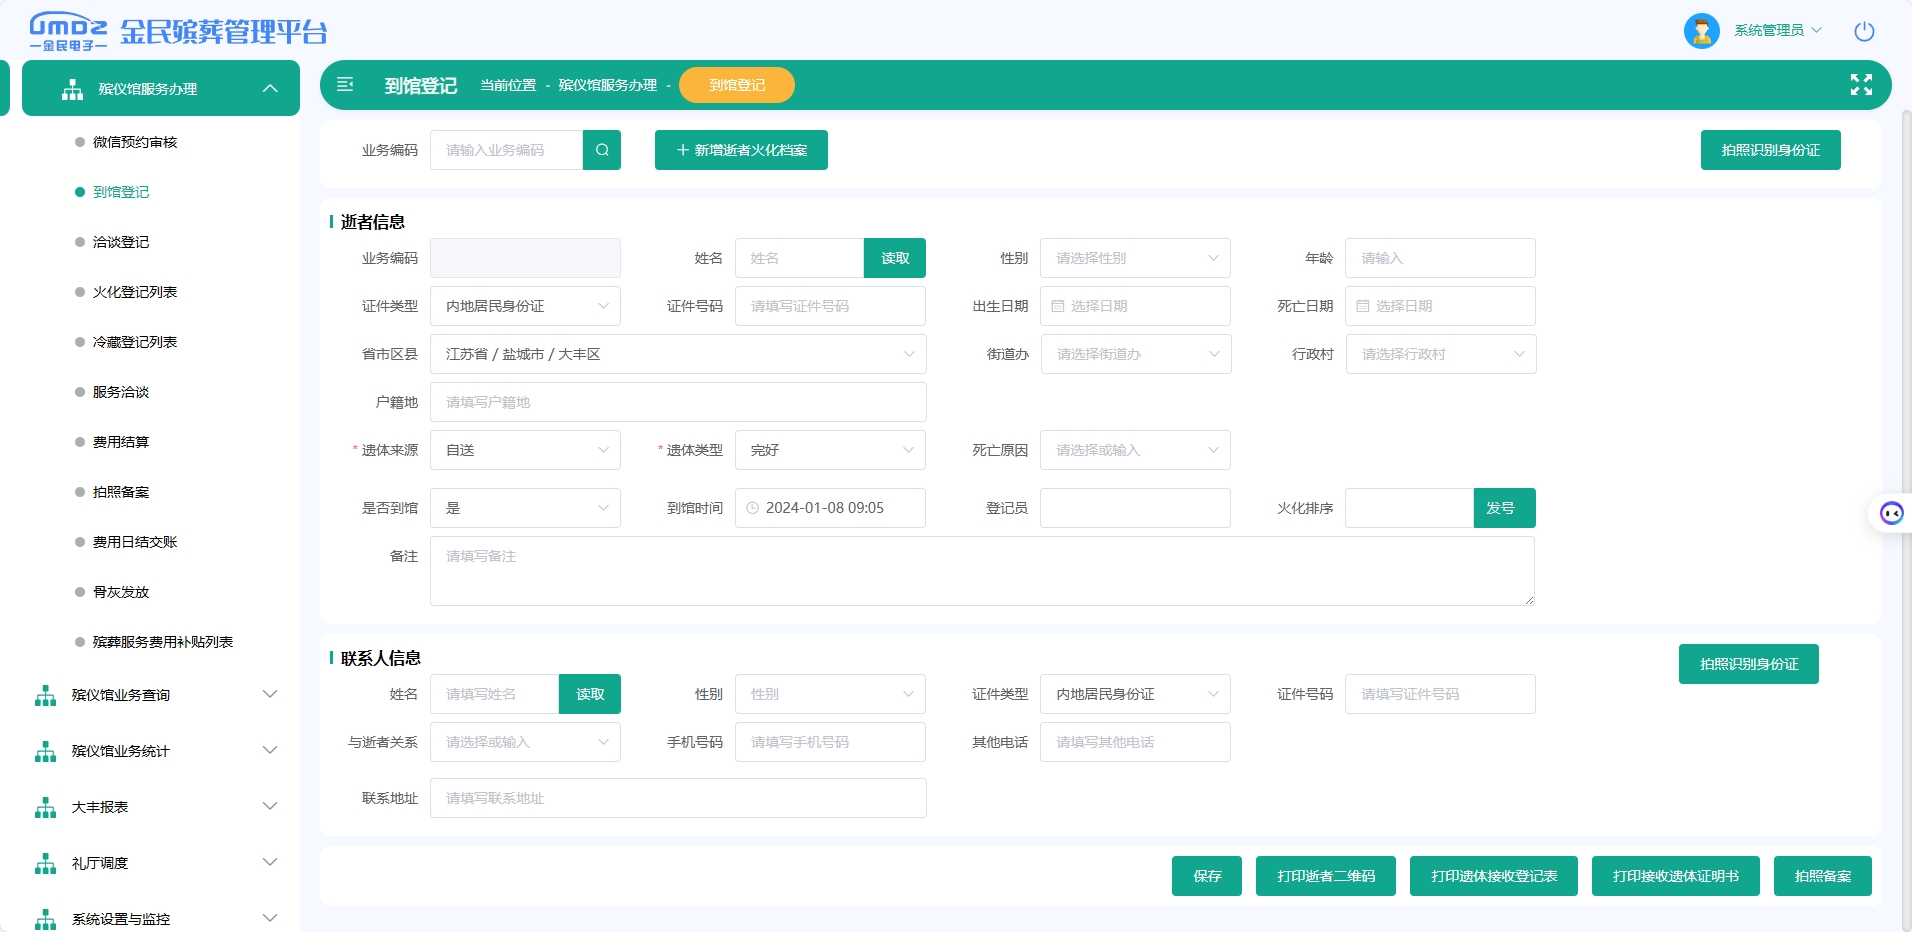 JMDZ
金民电子
金民殡葬管理平台
系统管理员
殡仪馆服务办理
微信预约审核
到馆登记
洽谈登记
火化登记列表
冷藏登记列表
服务洽谈
费用结算
拍照备案
费用日结交账
骨灰发放
殡葬服务费用补贴列表
殡仪馆业务查询
殡仪馆业务统计
大丰报表
礼厅调度
系统设置与监控
到馆登记 当前位置 - 殡仪馆服务办理 - 到馆登记
业务编码 请输入业务编码 新增逝者火化档案 拍照识别身份证
逝者信息
业务编码 姓名 姓名 读取 性别 请选择性别 年龄 请输入
证件类型 内地居民身份证 证件号码 请填写证件号码 出生日期 选择日期 死亡日期 选择日期
省市区县 江苏省 / 盐城市 / 大丰区 街道办 请选择街道办 行政村 请选择行政村
户籍地 请填写户籍地
* 遗体来源 自送 * 遗体类型 完好 死亡原因 请选择或输入
是否到馆 是 到馆时间 2024-01-08 09:05 登记员 火化排序 发号
备注 请填写备注
联系人信息 拍照识别身份证
姓名 请填写姓名 读取 性别 性别 证件类型 内地居民身份证 证件号码 请填写证件号码
与逝者关系 请选择或输入 手机号码 请填写手机号码 其他电话 请填写其他电话
联系地址 请填写联系地址
保存 打印逝者二维码 打印遗体接收登记表 打印接收遗体证明书 拍照备案